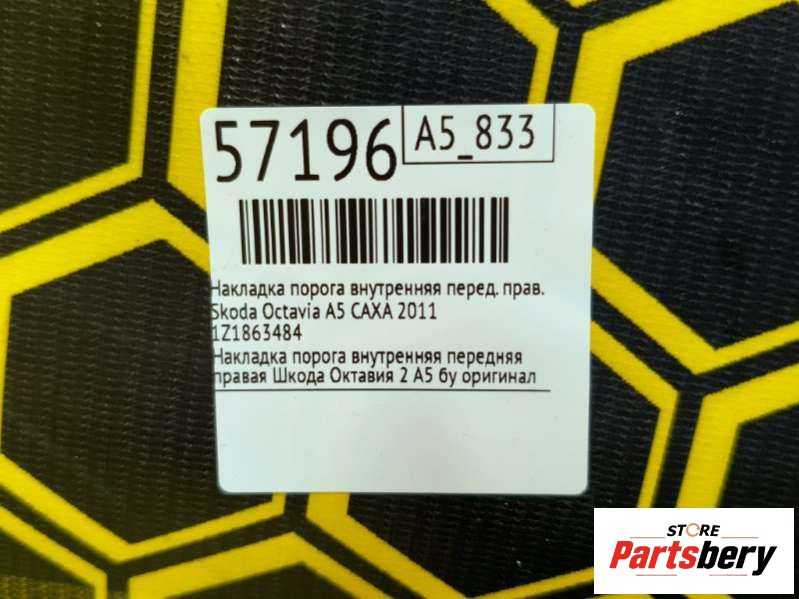 57196
A5_833
Накладка порога внутренняя перед. прав.
Skoda Octavia A5 CAXA 2011
1Z1863484
Накладка порога внутренняя передняя
правая Шкода Октавия 2 А5 бу оригинал
STORE
Partsbery